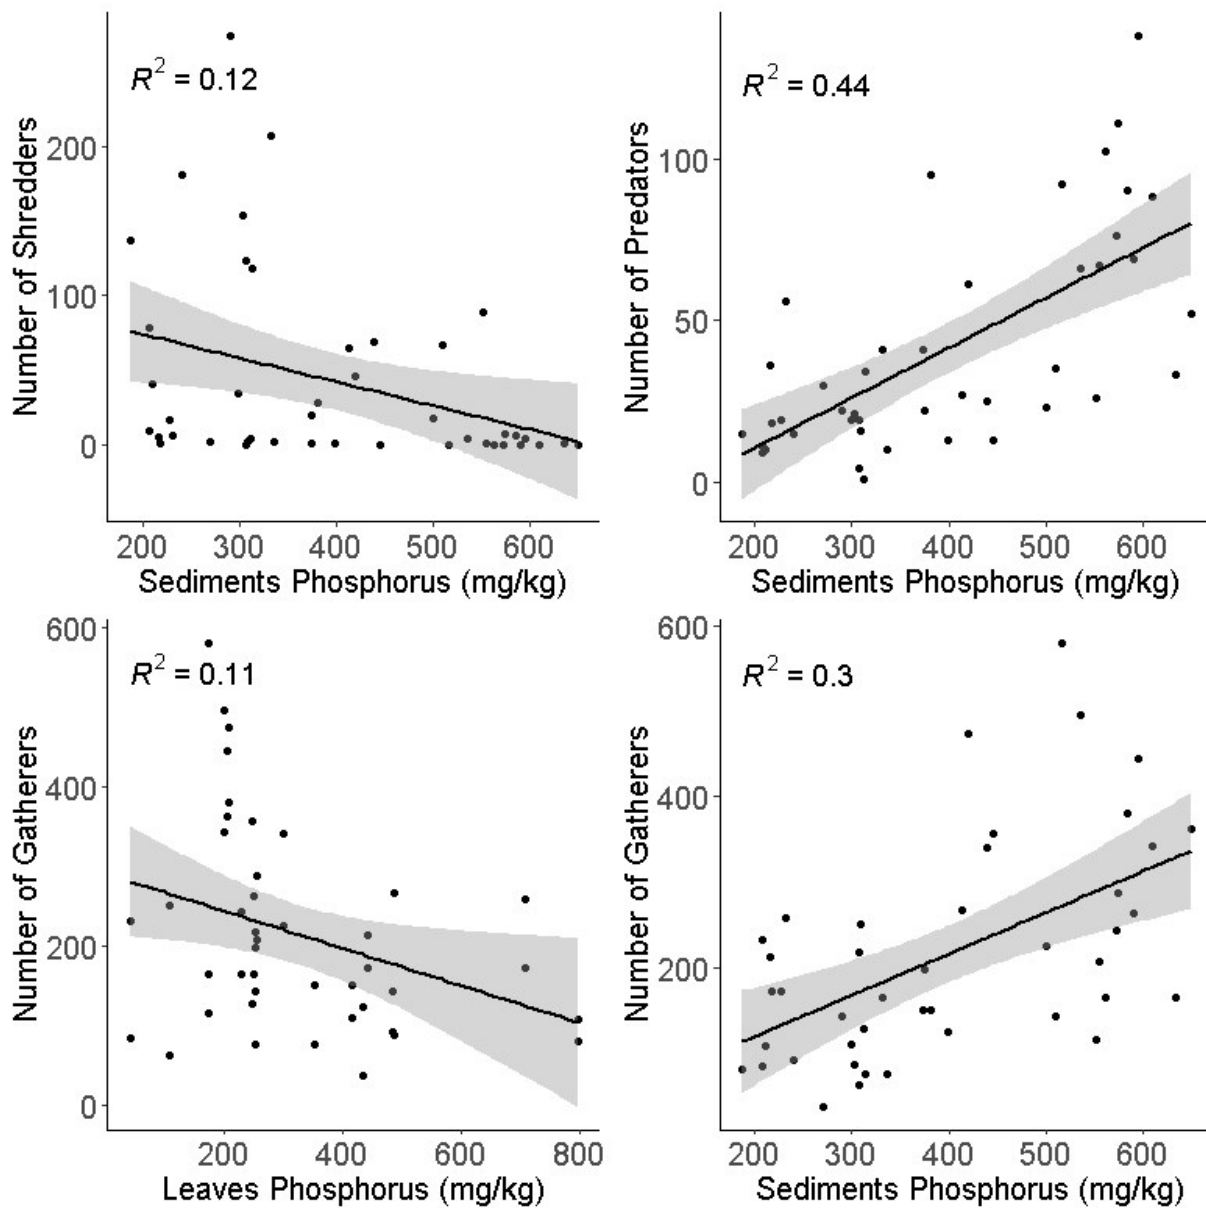 R² = 0.12
Number of Shredders
200
100
0
200 300 400 500 600
Sediments Phosphorus (mg/kg)
R² = 0.44
Number of Predators
100
50
0
200 300 400 500 600
Sediments Phosphorus (mg/kg)
R² = 0.11
Number of Gatherers
600
400
200
0
200 400 600 800
Leaves Phosphorus (mg/kg)
R² = 0.3
Number of Gatherers
600
400
200
200 300 400 500 600
Sediments Phosphorus (mg/kg)